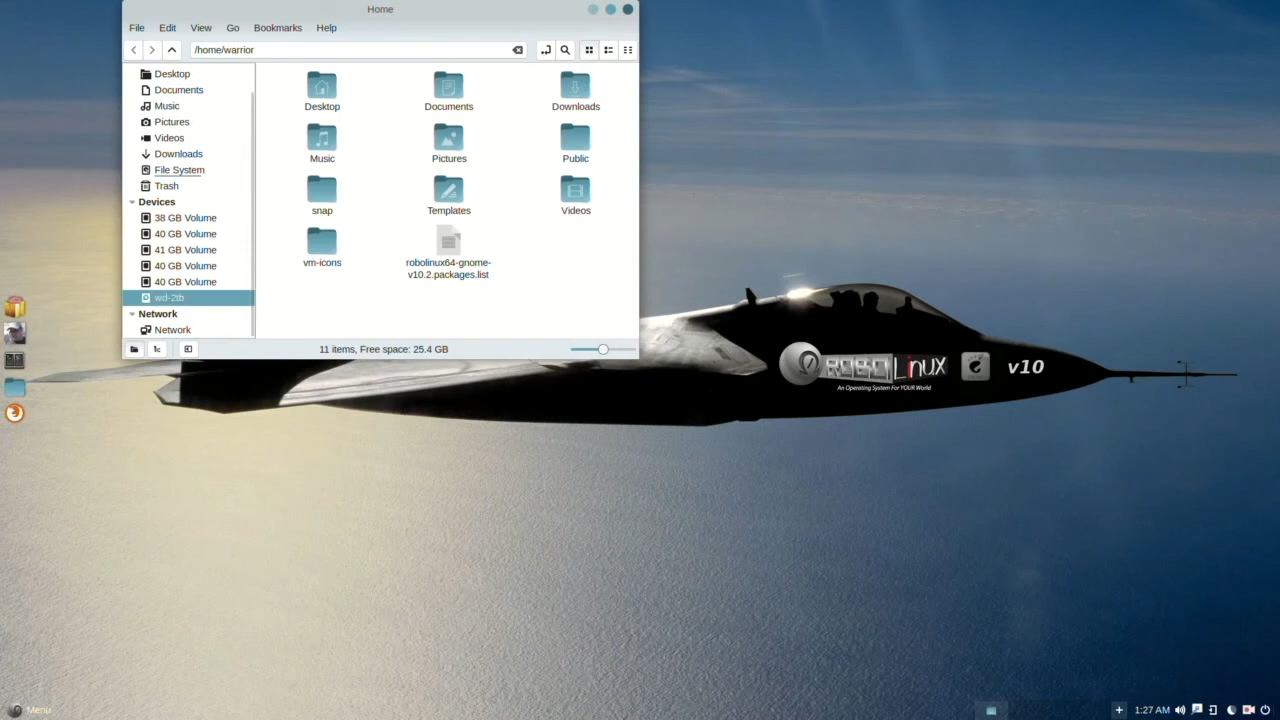 Home
File Edit View Go Bookmarks Help
/home/warrior
Desktop
Documents
Music
Pictures
Videos
Downloads
File System
Trash
Devices
38 GB Volume
40 GB Volume
41 GB Volume
40 GB Volume
40 GB Volume
wd-2tb
Network
Network
Desktop Documents Downloads
Music Pictures Public
snap Templates Videos
vm-icons robolinux64-gnome-
v10.2.packages.list
11 items, Free space: 25.4 GB
ROBOLinux v10
An Operating System For YOUR World
Menu 1:27 AM